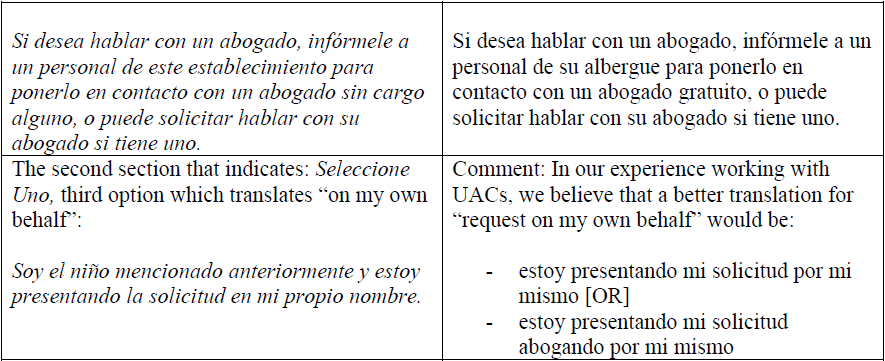 Si desea hablar con un abogado, infórmele a
un personal de este establecimiento para
ponerlo en contacto con un abogado sin cargo
alguno, o puede solicitar hablar con su
abogado si tiene uno.
Si desea hablar con un abogado, infórmele a un
personal de su albergue para ponerlo en
contacto con un abogado gratuito, o puede
solicitar hablar con su abogado si tiene uno.
The second section that indicates: Seleccione
Uno, third option which translates “on my own
behalf”:
Soy el niño mencionado anteriormente y estoy
presentando la solicitud en mi propio nombre.
Comment: In our experience working with
UACs, we believe that a better translation for
“request on my own behalf” would be:
- estoy presentando mi solicitud por mi
mismo [OR]
- estoy presentando mi solicitud
abogando por mi mismo